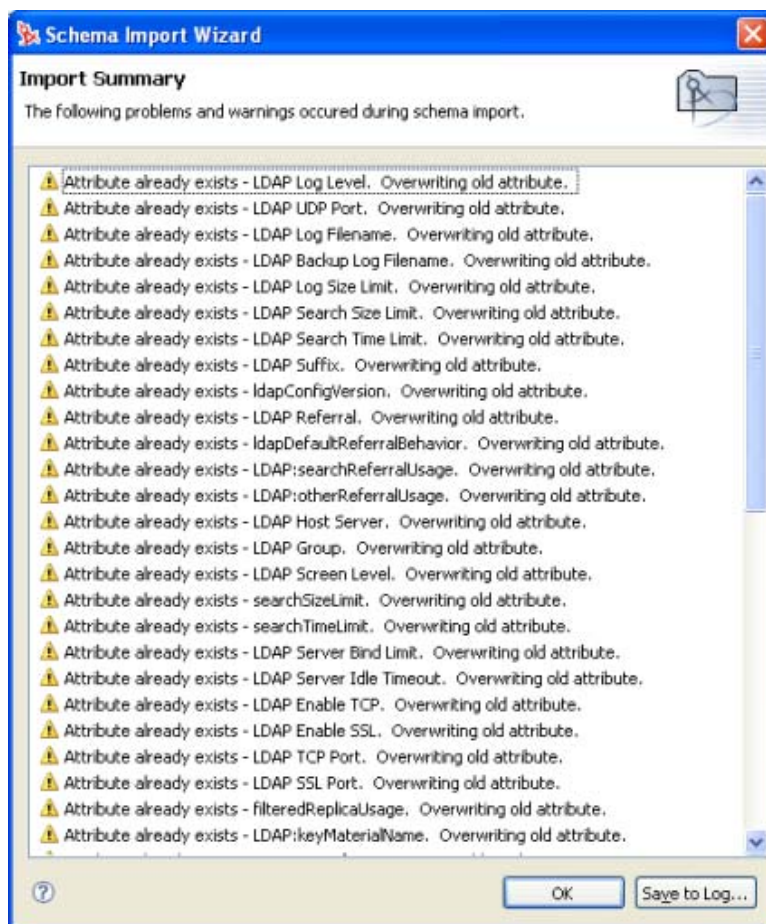 Schema Import Wizard
Import Summary
The following problems and warnings occured during schema import.
Attribute already exists - LDAP Log Level. Overwriting old attribute.
Attribute already exists - LDAP UDP Port. Overwriting old attribute.
Attribute already exists - LDAP Log Filename. Overwriting old attribute.
Attribute already exists - LDAP Backup Log Filename. Overwriting old attribute.
Attribute already exists - LDAP Log Size Limit. Overwriting old attribute.
Attribute already exists - LDAP Search Size Limit. Overwriting old attribute.
Attribute already exists - LDAP Search Time Limit. Overwriting old attribute.
Attribute already exists - LDAP Suffix. Overwriting old attribute.
Attribute already exists - ldapConfigVersion. Overwriting old attribute.
Attribute already exists - LDAP Referral. Overwriting old attribute.
Attribute already exists - ldapDefaultReferralBehavior. Overwriting old attribute.
Attribute already exists - LDAP:searchReferralUsage. Overwriting old attribute.
Attribute already exists - LDAP:otherReferralUsage. Overwriting old attribute.
Attribute already exists - LDAP Host Server. Overwriting old attribute.
Attribute already exists - LDAP Group. Overwriting old attribute.
Attribute already exists - LDAP Screen Level. Overwriting old attribute.
Attribute already exists - searchSizeLimit. Overwriting old attribute.
Attribute already exists - searchTimeLimit. Overwriting old attribute.
Attribute already exists - LDAP Server Bind Limit. Overwriting old attribute.
Attribute already exists - LDAP Server Idle Timeout. Overwriting old attribute.
Attribute already exists - LDAP Enable TCP. Overwriting old attribute.
Attribute already exists - LDAP Enable SSL. Overwriting old attribute.
Attribute already exists - LDAP TCP Port. Overwriting old attribute.
Attribute already exists - LDAP SSL Port. Overwriting old attribute.
Attribute already exists - filteredReplicaUsage. Overwriting old attribute.
Attribute already exists - LDAP:keyMaterialName. Overwriting old attribute.
? OK Save to Log...